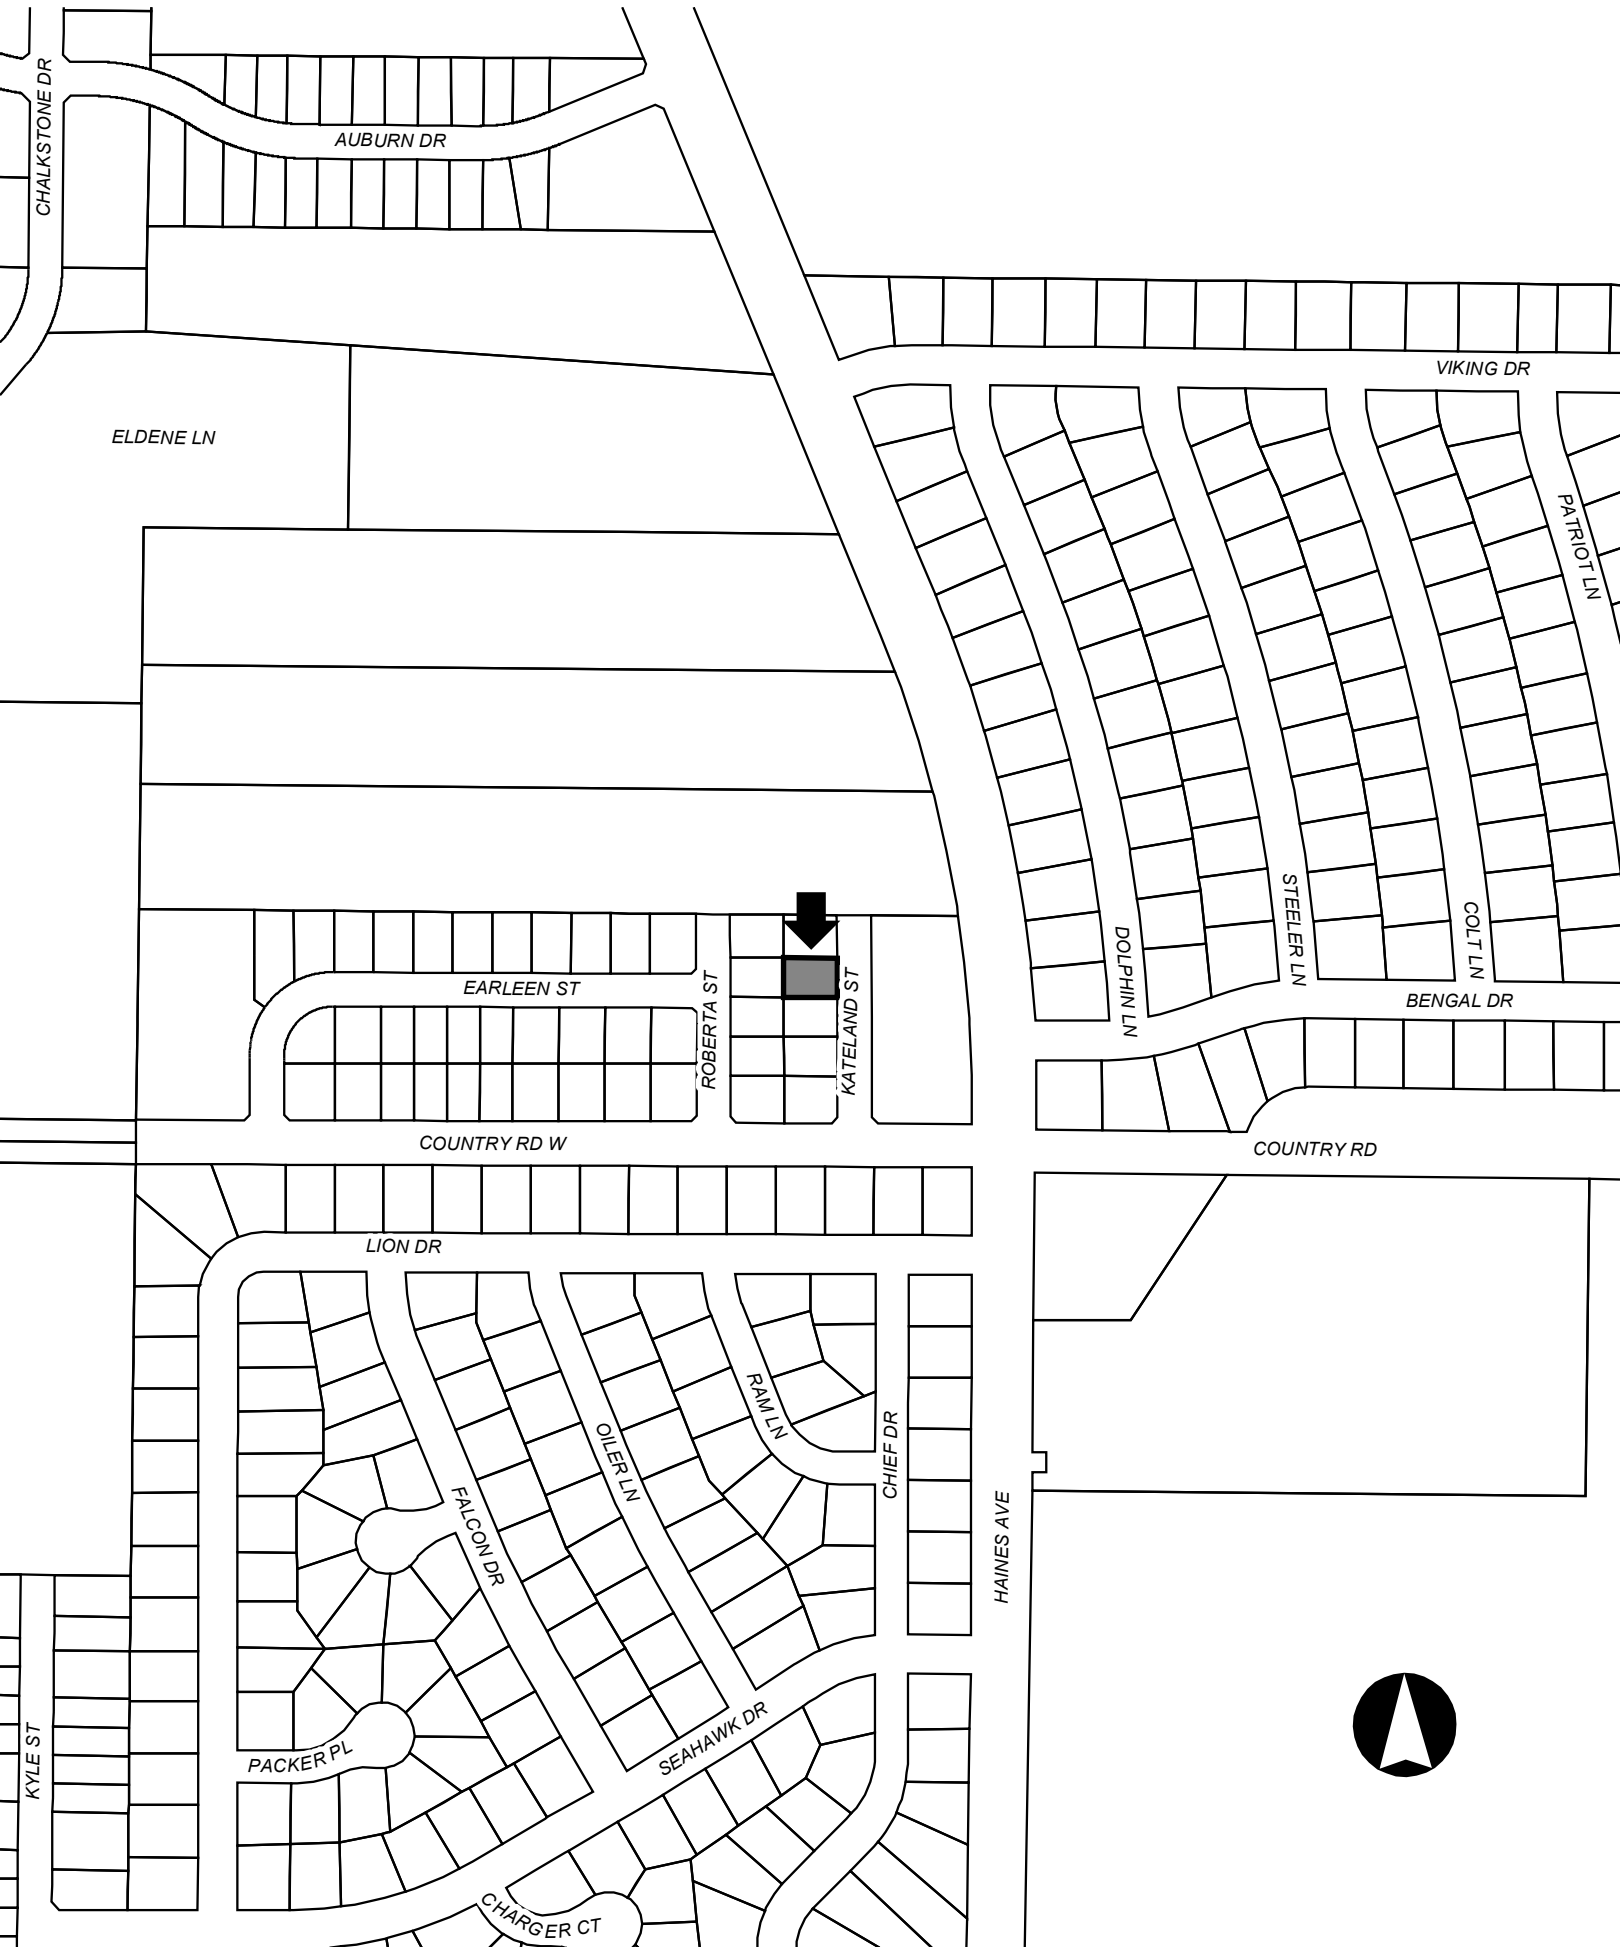 CHALKSTONE DR
AUBURN DR
VIKING DR
ELDENE LN
PATRIOT LN
STEELER LN
COLT LN
DOLPHIN LN
EARLEEN ST
ROBERTA ST
KATELAND ST
BENGAL DR
COUNTRY RD W
COUNTRY RD
LION DR
RAM LN
CHIEF DR
OILER LN
FALCON DR
HAINES AVE
SEAHAWK DR
PACKER PL
KYLE ST
CHARGER CT